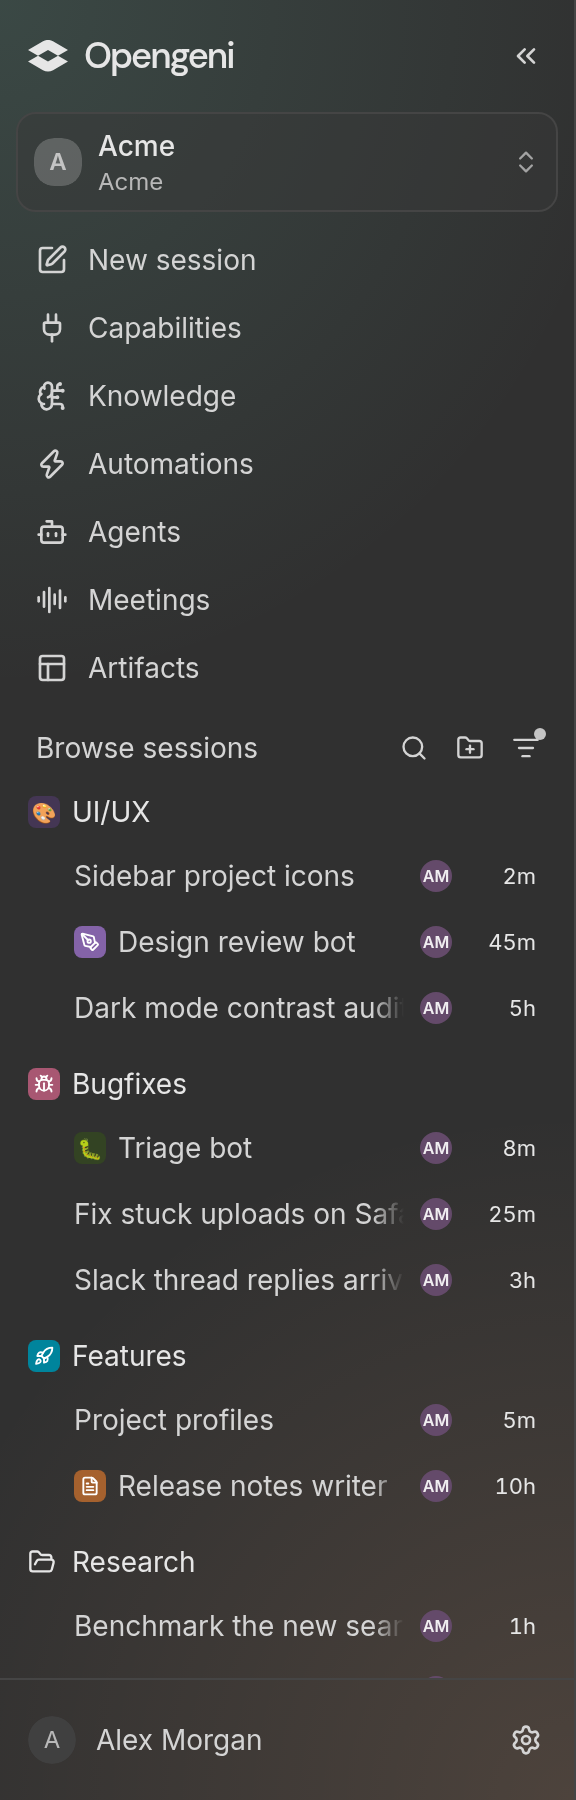 Opengeni
A
Acme
Acme
New session
Capabilities
Knowledge
Automations
Agents
Meetings
Artifacts
Browse sessions
UI/UX
Sidebar project icons AM 2m
Design review bot AM 45m
Dark mode contrast audi AM 5h
Bugfixes
Triage bot AM 8m
Fix stuck uploads on Safa AM 25m
Slack thread replies arriv AM 3h
Features
Project profiles AM 5m
Release notes writer AM 10h
Research
Benchmark the new sear AM 1h
A Alex Morgan